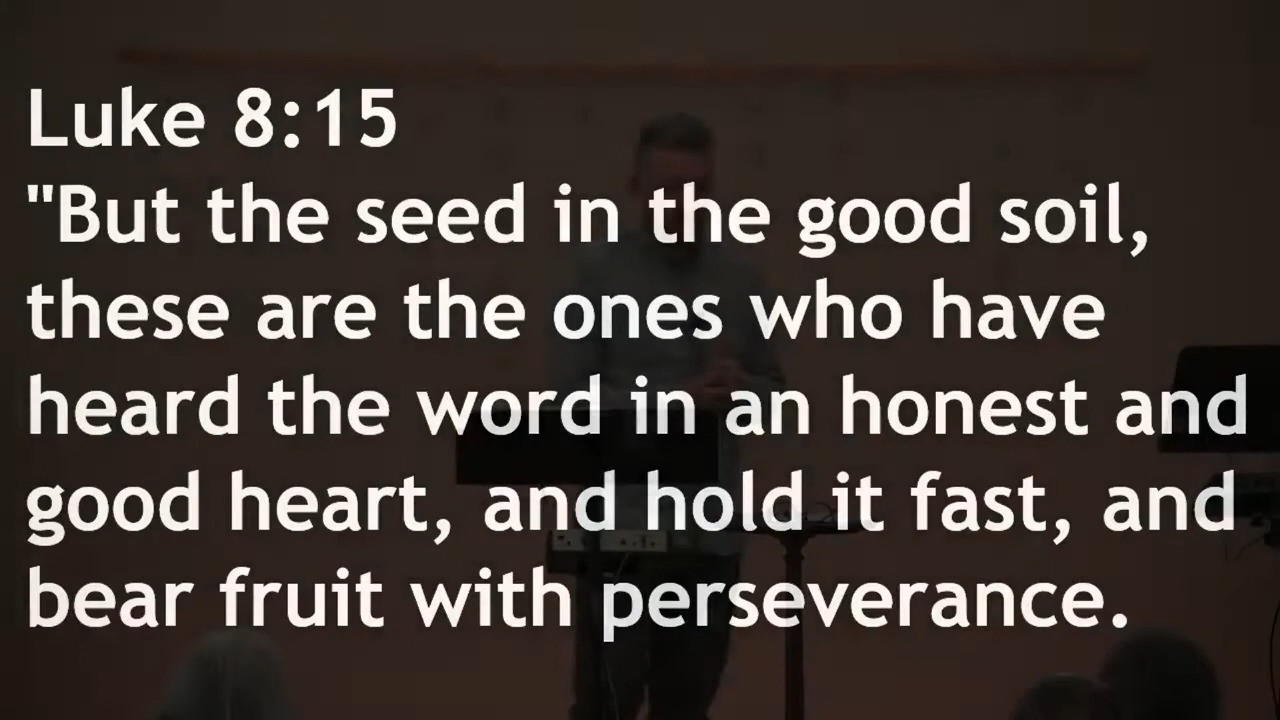 Luke 8:15
"But the seed in the good soil,
these are the ones who have
heard the word in an honest and
good heart, and hold it fast, and
bear fruit with perseverance.